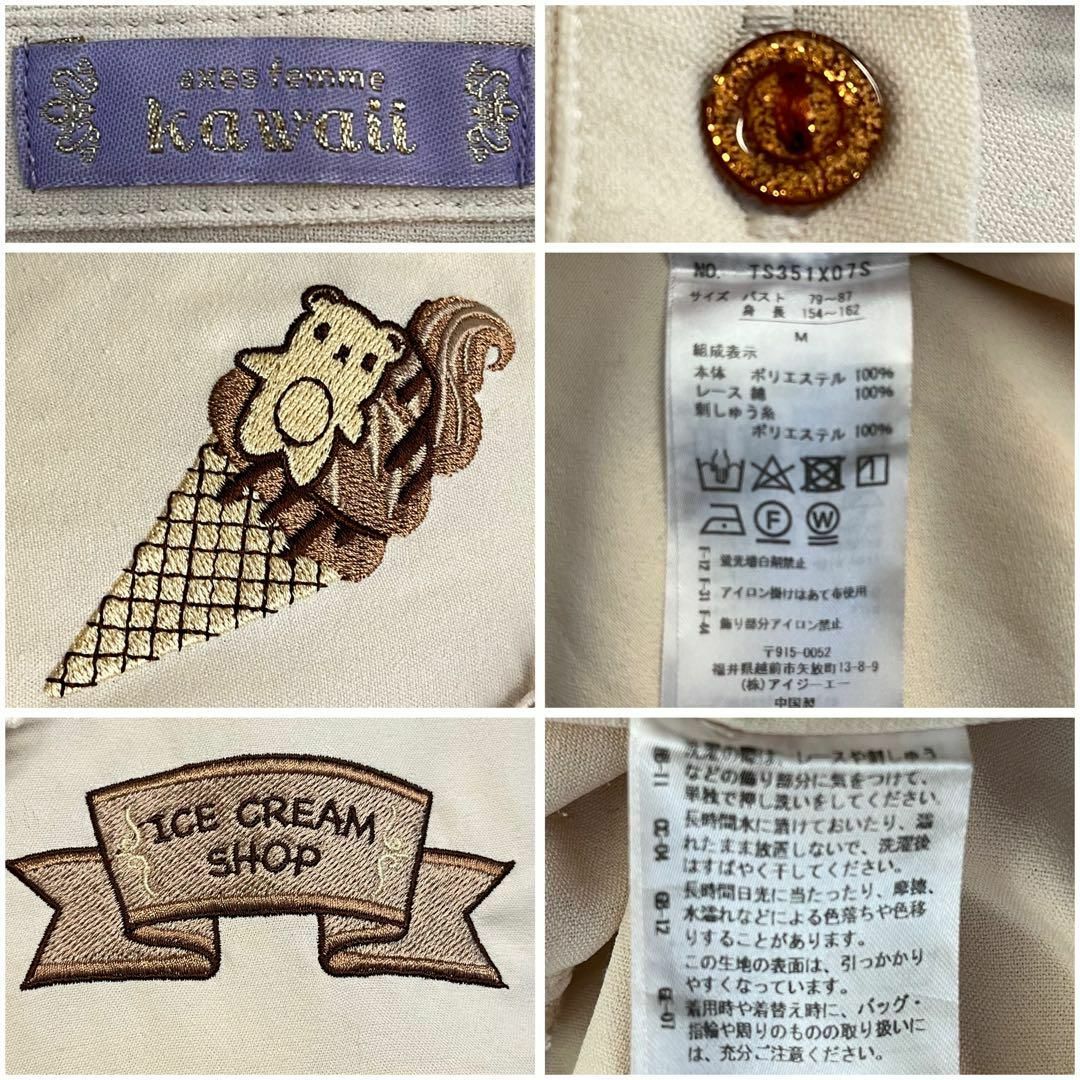 axes femme
kawaii
NO. TS351X07S
サイズ バスト 79～87
身長 154～162
M
組成表示
本体 ポリエステル 100%
レース 綿 100%
刺しゅう糸
ポリエステル 100%
F
W
F-12 F-31 F-44
蛍光増白剤禁止
アイロン掛けはあて布使用
飾り部分アイロン禁止
〒915-0052
福井県越前市矢放町13-8-9
(株)アイジーエー
中国製
ICE CREAM
SHOP
洗濯の際は、レースや刺しゅう
などの飾り部分に気をつけて、
単独で押し洗いをしてください。
長時間水に漬けておいたり、濡
れたまま放置しないで、洗濯後
はすばやく干してください。
長時間日光に当たったり、摩擦、
水濡れなどによる色落ちや色移
りすることがあります。
この生地の表面は、引っかかり
やすくなっています。
着用時や着替え時に、バッグ・
指輪や周りのものの取り扱いに
は、充分ご注意ください。